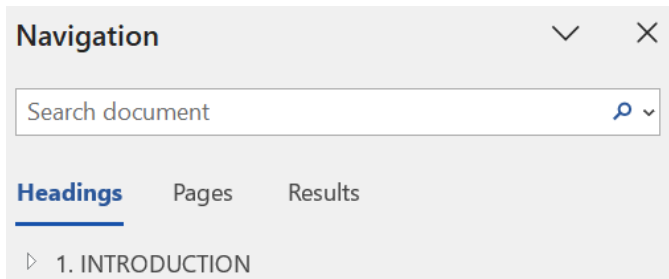 Navigation
Search document
Headings Pages Results
1. INTRODUCTION